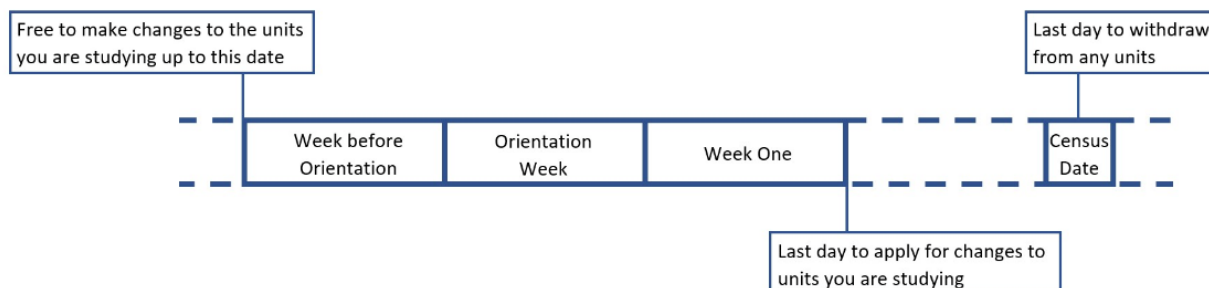 Free to make changes to the units
you are studying up to this date
Last day to withdraw
from any units
Week before
Orientation
Orientation
Week
Week One
Census
Date
Last day to apply for changes to
units you are studying